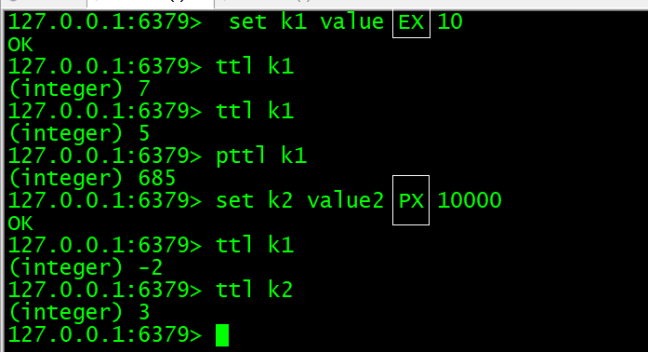 127.0.0.1:6379> set k1 value EX 10
OK
127.0.0.1:6379> ttl k1
(integer) 7
127.0.0.1:6379> ttl k1
(integer) 5
127.0.0.1:6379> pttl k1
(integer) 685
127.0.0.1:6379> set k2 value2 PX 10000
OK
127.0.0.1:6379> ttl k1
(integer) -2
127.0.0.1:6379> ttl k2
(integer) 3
127.0.0.1:6379>